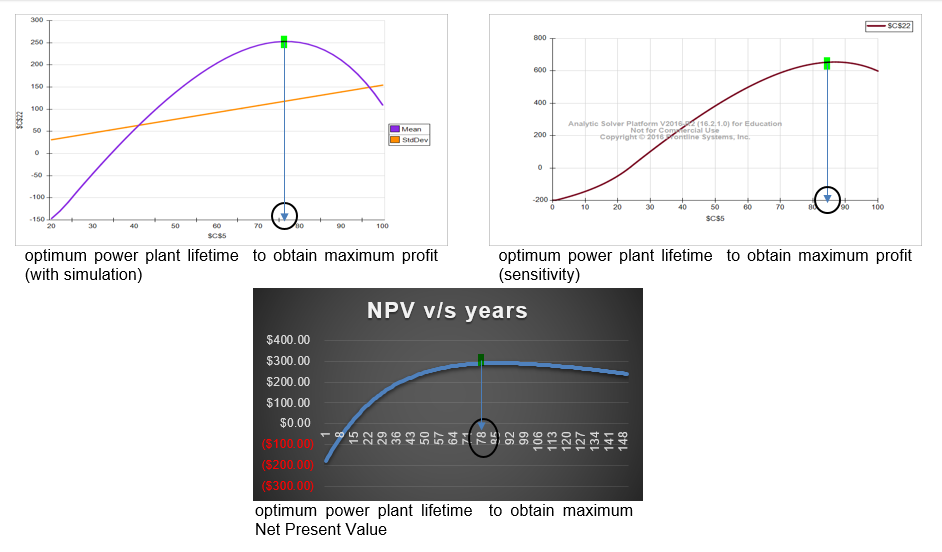 300
250
200
150
100
50
0
-50
-100
-150
$C$22
20 30 40 50 60 70 80 90 100
$C$5
Mean
StdDev
optimum power plant lifetime to obtain maximum profit
(with simulation)
$C$22
800
600
400
200
0
-200
Analytic Solver Platform V2016-R2 (16.2.1.0) for Education
Not for Commercial Use
Copyright © 2016 Frontline Systems, Inc.
0 10 20 30 40 50 60 70 80 90 100
$C$5
optimum power plant lifetime to obtain maximum profit
(sensitivity)
NPV v/s years
$400.00
$300.00
$200.00
$100.00
$0.00
($100.00)
($200.00)
($300.00)
1 8 15 22 29 36 43 50 57 64 71 78 85 92 99 106 113 120 127 134 141 148
optimum power plant lifetime to obtain maximum
Net Present Value